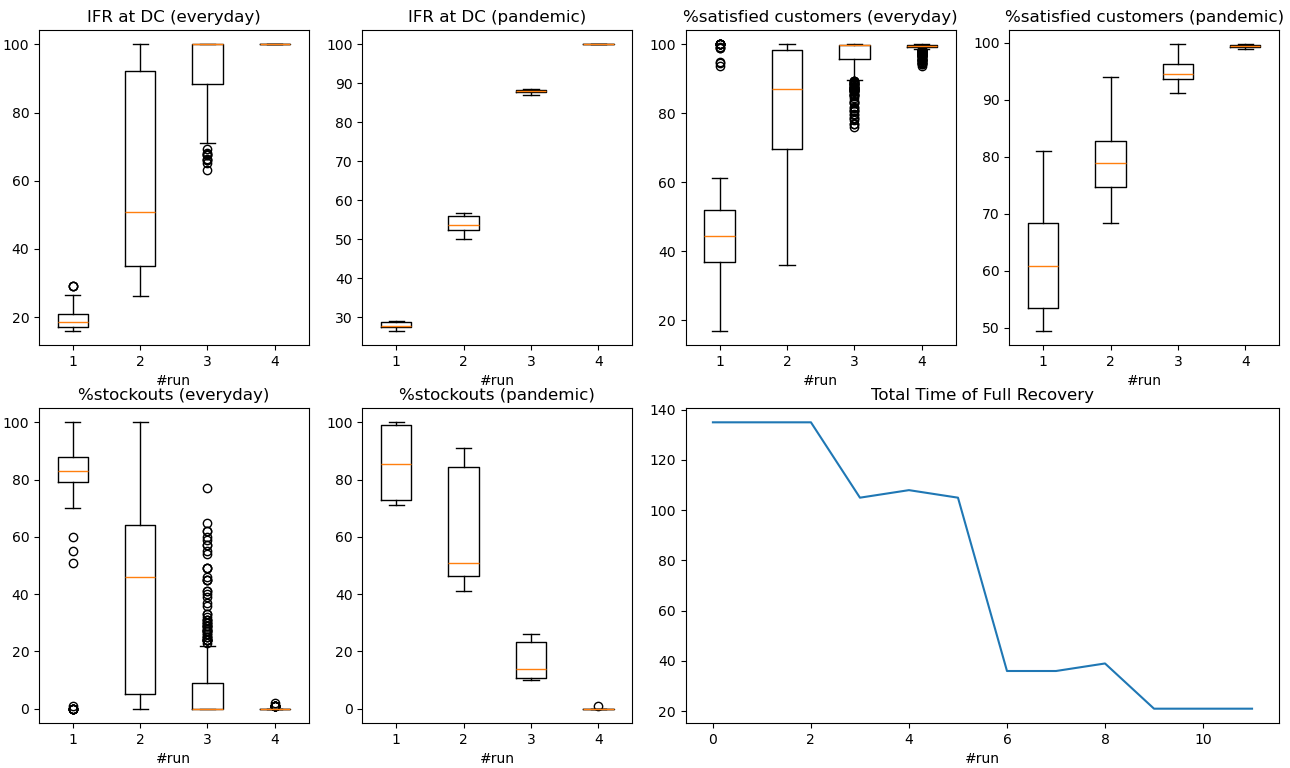 IFR at DC (everyday)
100
80
60
40
20
1 2 3 4
#run
IFR at DC (pandemic)
100
90
80
70
60
50
40
30
1 2 3 4
#run
%satisfied customers (everyday)
100
80
60
40
20
1 2 3 4
#run
%satisfied customers (pandemic)
100
90
80
70
60
50
1 2 3 4
#run
%stockouts (everyday)
100
80
60
40
20
0
1 2 3 4
#run
%stockouts (pandemic)
100
80
60
40
20
0
1 2 3 4
#run
Total Time of Full Recovery
140
120
100
80
60
40
20
0 2 4 6 8 10
#run